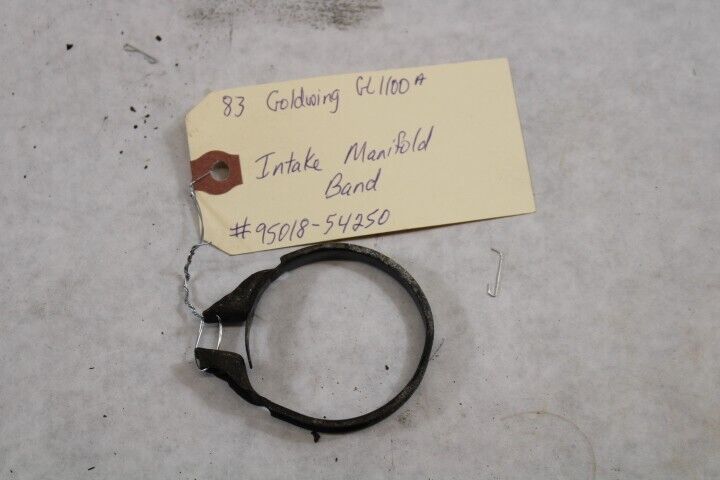 83 Goldwing GL1100A
Intake Manifold
Band
#95018-54250